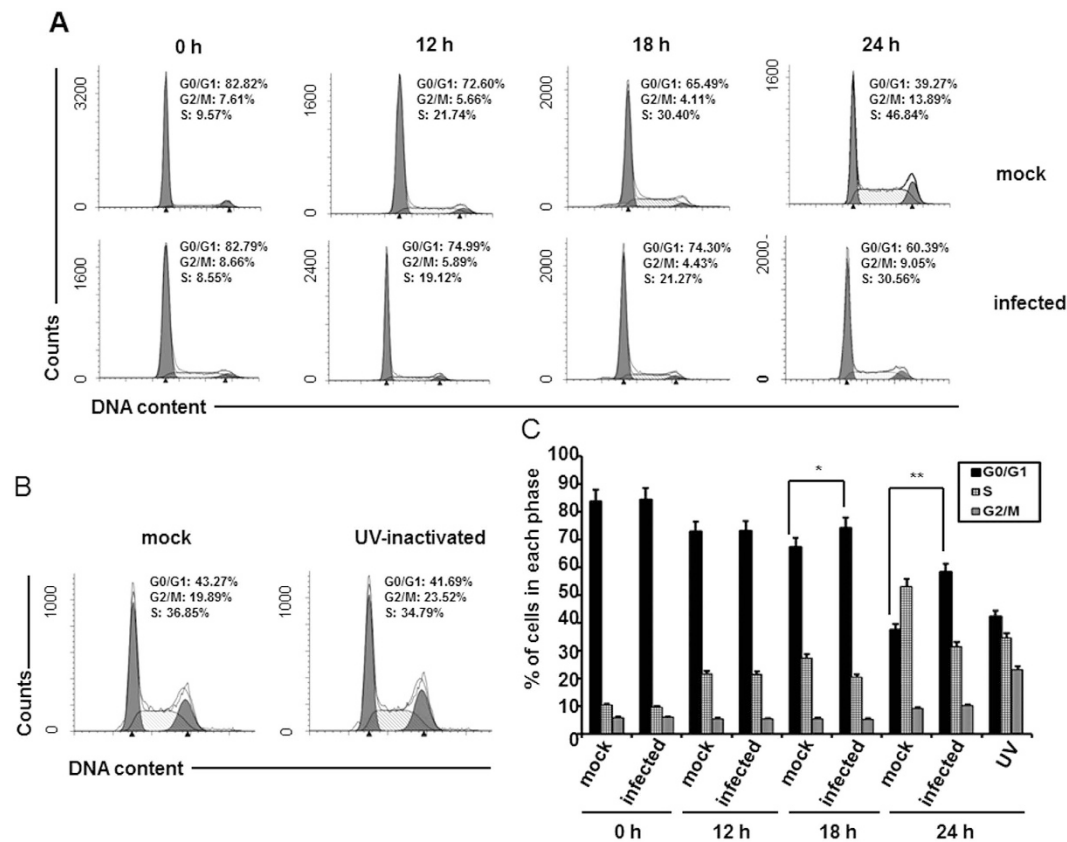 A
0 h
12 h
18 h
24 h
3200
0
G0/G1: 82.82%
G2/M: 7.61%
S: 9.57%
1600
0
G0/G1: 72.60%
G2/M: 5.66%
S: 21.74%
2000
0
G0/G1: 65.49%
G2/M: 4.11%
S: 30.40%
1600
0
G0/G1: 39.27%
G2/M: 13.89%
S: 46.84%
mock
1600
0
G0/G1: 82.79%
G2/M: 8.66%
S: 8.55%
2400
0
G0/G1: 74.99%
G2/M: 5.89%
S: 19.12%
2000
0
G0/G1: 74.30%
G2/M: 4.43%
S: 21.27%
2000
0
G0/G1: 60.39%
G2/M: 9.05%
S: 30.56%
infected
Counts
DNA content
B
mock
UV-inactivated
1000
0
G0/G1: 43.27%
G2/M: 19.89%
S: 36.85%
1000
0
G0/G1: 41.69%
G2/M: 23.52%
S: 34.79%
Counts
DNA content
C
% of cells in each phase
100
90
80
70
60
50
40
30
20
10
0
*
**
G0/G1
S
G2/M
mock
infected
mock
infected
mock
infected
mock
infected
UV
0 h
12 h
18 h
24 h